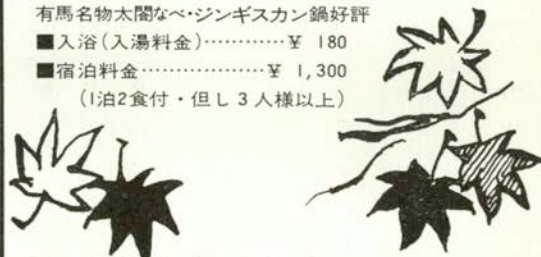 有馬名物太閤なべ・ジンギスカン鍋好評
■入浴(入湯料金)…………¥ 180
■宿泊料金………………¥ 1,300
(1泊2食付・但し3人様以上)